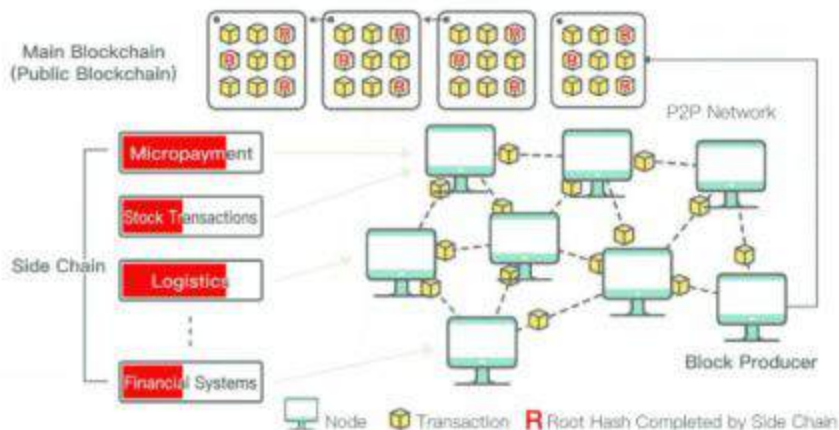 Main Blockchain
(Public Blockchain)
P2P Network
Micropayment
Stock Transactions
Side Chain
Logistics
Financial Systems
Block Producer
Node
Transaction
R Root Hash Completed by Side Chain